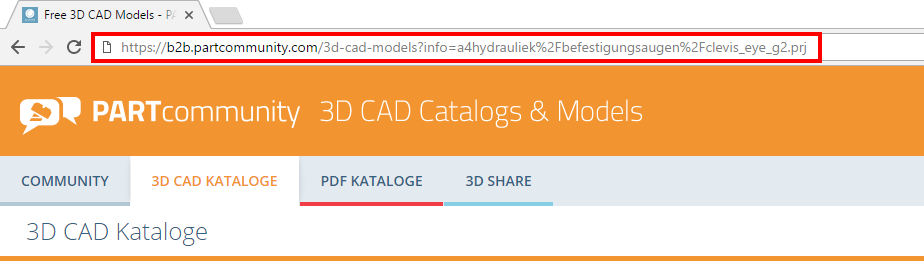 Free 3D CAD Models - PA
https://b2b.partcommunity.com/3d-cad-models?info=a4hydrauliek%2Fbefestigungsaugen%2Fclevis_eye_g2.prj
PARTcommunity 3D CAD Catalogs & Models
COMMUNITY 3D CAD KATALOGE PDF KATALOGE 3D SHARE
3D CAD Kataloge